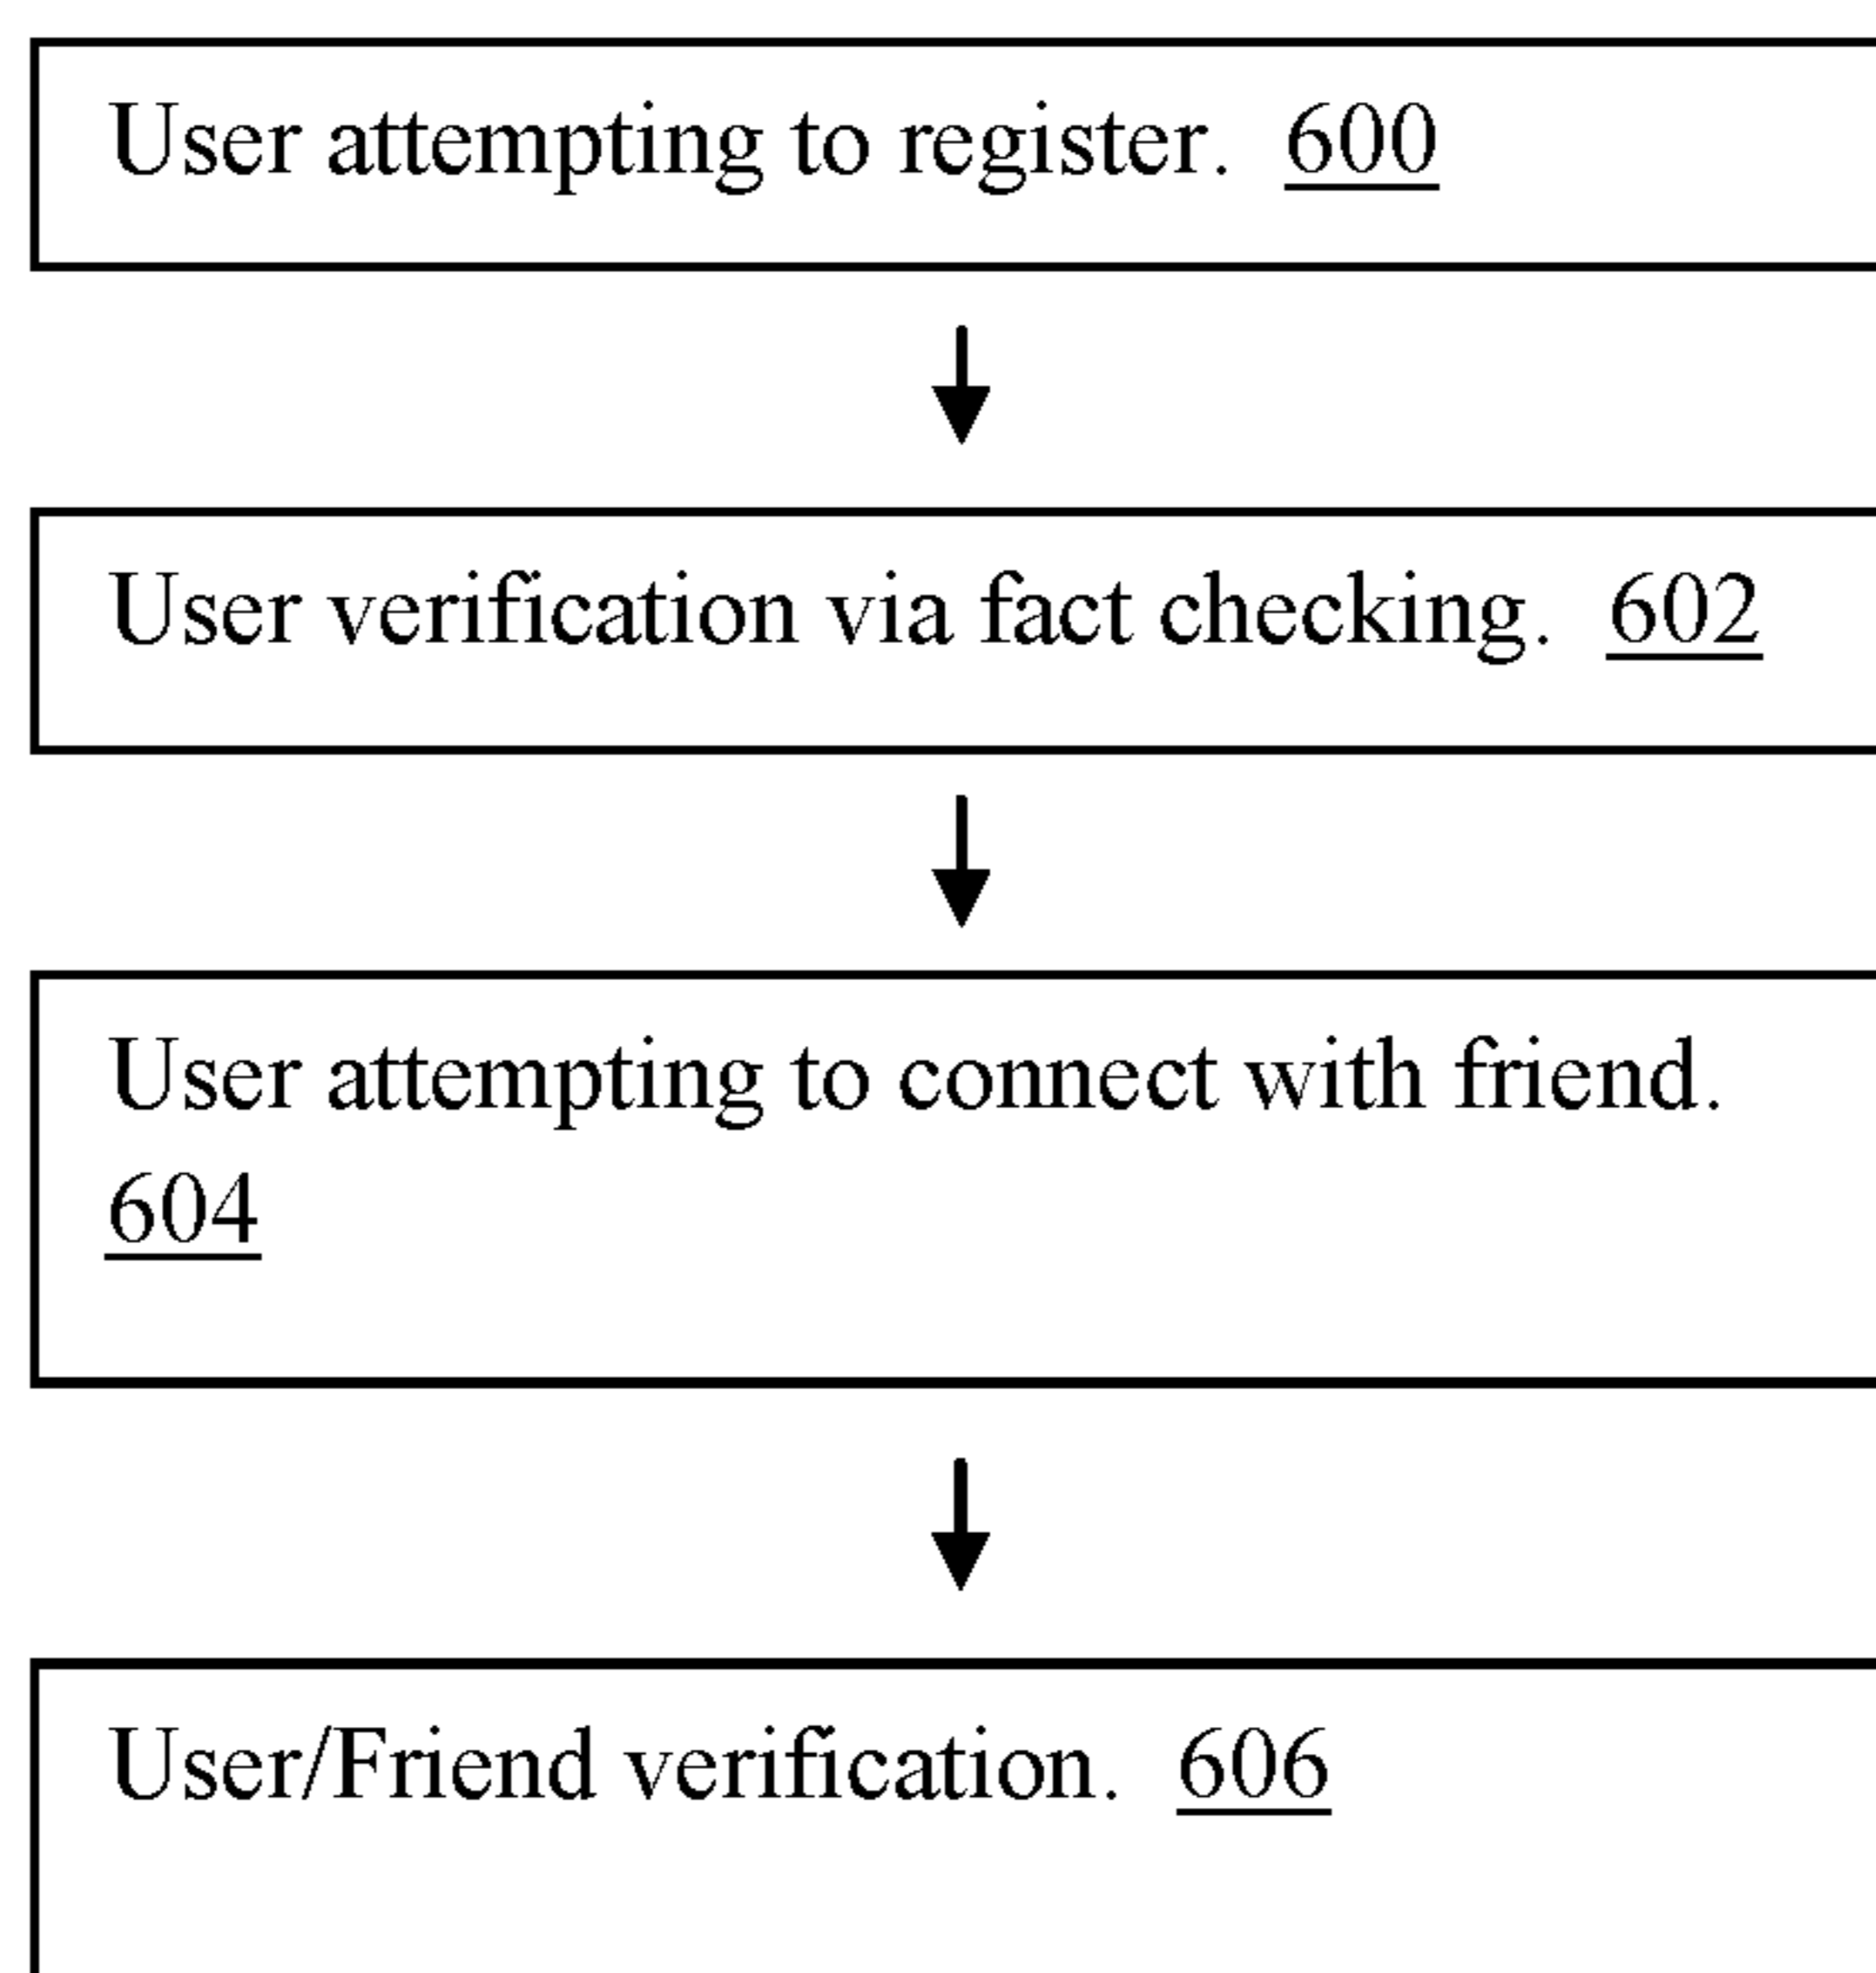 User attempting to register. 600
User verification via fact checking. 602
User attempting to connect with friend.
604
User/Friend verification. 606